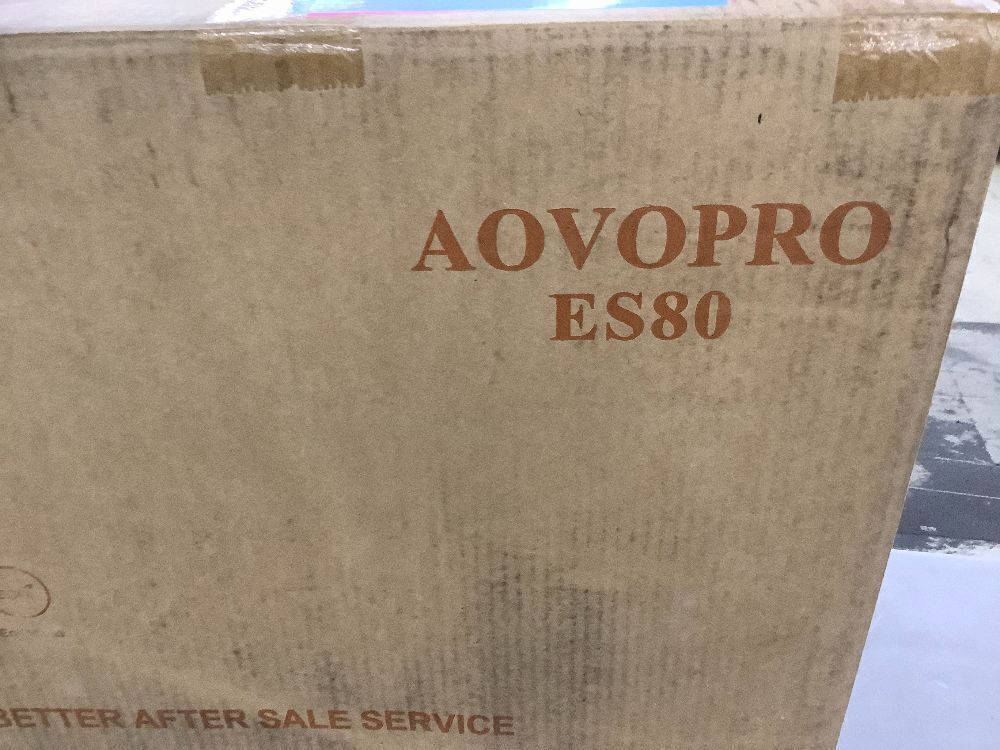 AOVOPRO
ES80
BETTER AFTER SALE SERVICE